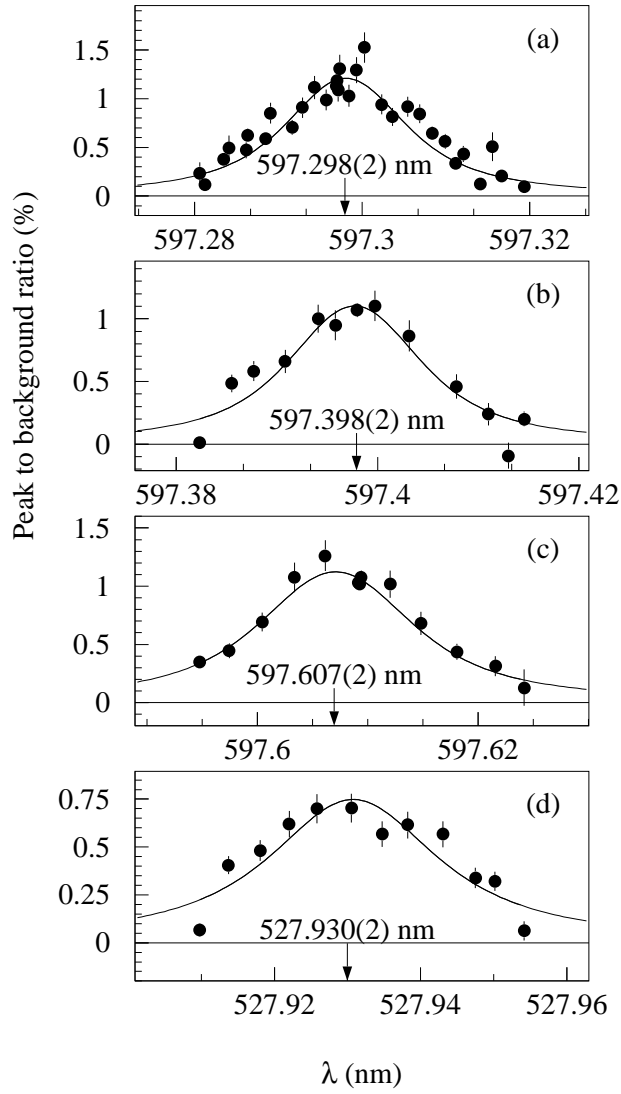 Peak to background ratio (%)
(a)
1.5
1
0.5
0
597.298(2) nm
597.28
597.3
597.32
(b)
1
0.5
0
597.398(2) nm
597.38
597.4
597.42
(c)
1.5
1
0.5
0
597.607(2) nm
597.6
597.62
(d)
0.75
0.5
0.25
0
527.930(2) nm
527.92
527.94
527.96
λ (nm)